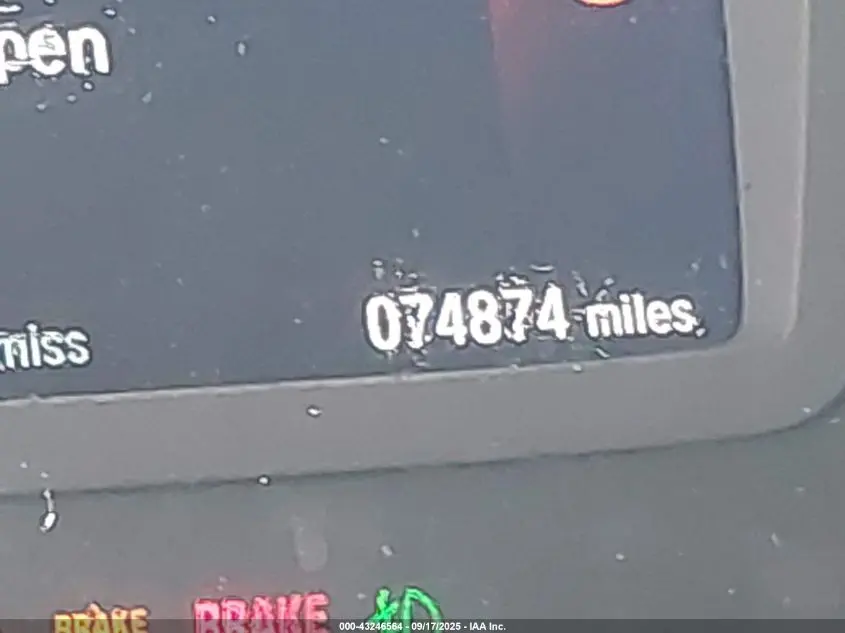 pen
miss
074874 miles
BRAKE
BRAKE
000-43246564 - 09/17/2025 - IAA Inc.